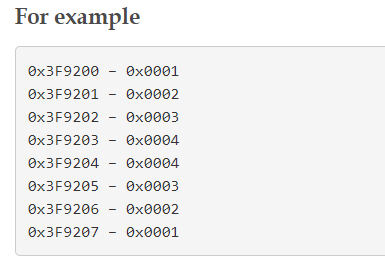 For example
0x3F9200 – 0x0001
0x3F9201 – 0x0002
0x3F9202 – 0x0003
0x3F9203 – 0x0004
0x3F9204 – 0x0004
0x3F9205 – 0x0003
0x3F9206 – 0x0002
0x3F9207 – 0x0001